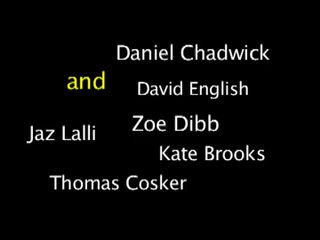 Daniel Chadwick
and
David English
Zoe Dibb
Jaz Lalli
Kate Brooks
Thomas Cosker